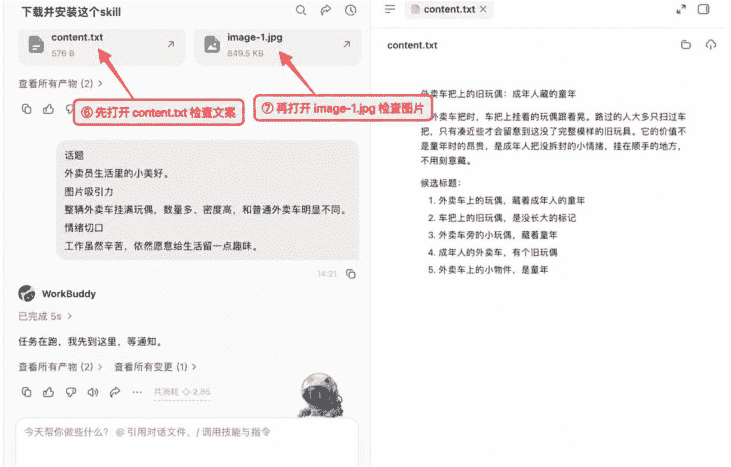 下载并安装这个skill
content.txt
576 B
image-1.jpg
849.5 KB
查看所有产物 (2) >
⑥ 先打开 content.txt 检查文案
⑦ 再打开 image-1.jpg 检查图片
话题
外卖员生活里的小美好。
图片吸引力
整辆外卖车挂满玩偶，数量多、密度高，和普通外卖车明显不同。
情绪切口
工作虽然辛苦，依然愿意给生活留一点趣味。
14:21
WorkBuddy
已完成 5s >
任务在跑，我先到这里，等通知。
查看所有产物 (2) >
查看所有变更 (1) >
共消耗 2.86
今天帮你做些什么？ @ 引用对话文件，/ 调用技能与指令
content.txt
content.txt
外卖车把上的旧玩偶：成年人藏的童年
外卖车把时，车把上挂着的玩偶跟着晃。路过的人大多只扫过车
把，只有凑近些才会留意到这没了完整模样的旧玩具。它的价值不
是童年时的昂贵，是成年人把没拆封的小情绪，挂在顺手的地方，
不用刻意藏。
候选标题：
1. 外卖车上的玩偶，藏着成年人的童年
2. 车把上的旧玩偶，是没长大的标记
3. 外卖车旁的小玩偶，藏着童年
4. 成年人的外卖车，有个旧玩偶
5. 外卖车上的小物件，是童年